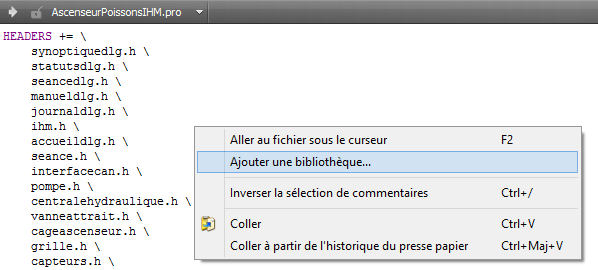 AscenseurPoissonsIHM.pro
HEADERS += \
synoptiquedlg.h \
statutsdlg.h \
seancedlg.h \
manueldlg.h \
journaldlg.h \
ihm.h \
accueildlg.h \
seance.h \
interfacecan.h \
pompe.h \
centralehydraulique.h \
vanneattrait.h \
cageascenseur.h \
grille.h \
capteurs.h \
Aller au fichier sous le curseur F2
Ajouter une bibliothèque...
Inverser la sélection de commentaires Ctrl+/
Coller Ctrl+V
Coller à partir de l'historique du presse papier Ctrl+Maj+V